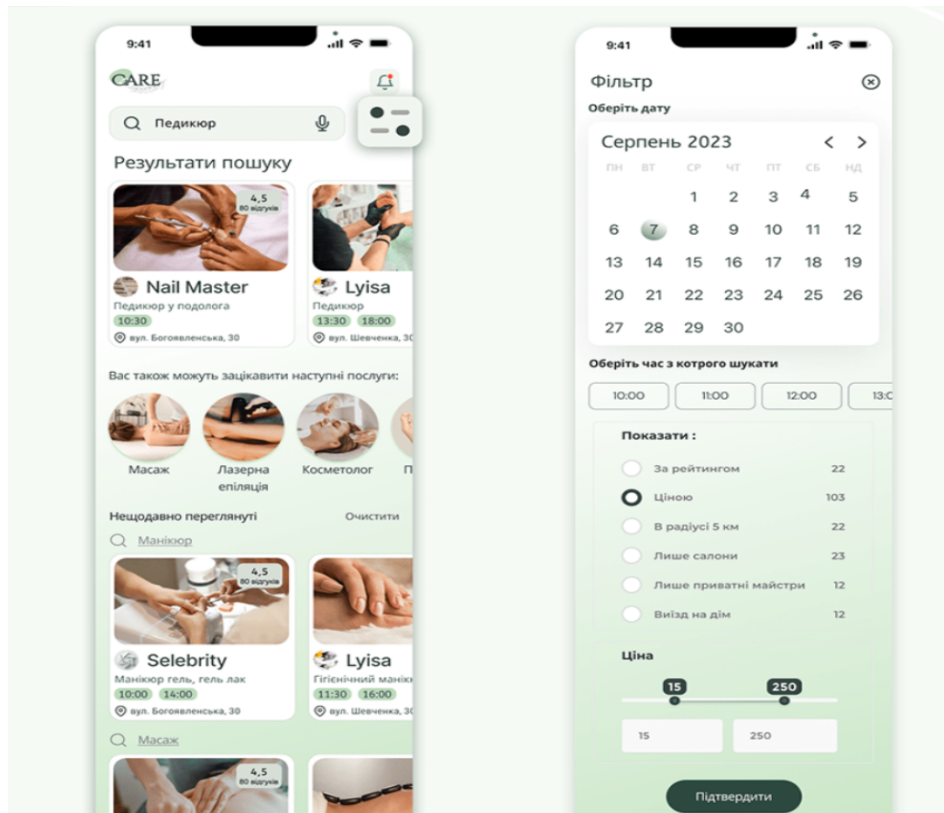 9:41
CARE
Педикюр
Результати пошуку
4,5
80 відгуків
Nail Master
Педикюр у подолога
10:30
вул. Богоявленська, 30
Lyisa
Педикюр
13:30 18:00
вул. Шевченка, 30
Вас також можуть зацікавити наступні послуги:
Масаж
Лазерна
епіляція
Косметолог
П
Нещодавно переглянуті
Очистити
Манікюр
4,5
80 відгуків
Selebrity
Манікюр гель, гель лак
10:00 14:00
вул. Богоявленська, 30
Lyisa
Гігієнічний манікю
11:30 16:00
вул. Шевченка, 30
Масаж
4,5
80 відгуків
9:41
Фільтр
Оберіть дату
Серпень 2023
ПН ВТ СР ЧТ ПТ СБ НД
1 2 3 4 5
6 7 8 9 10 11 12
13 14 15 16 17 18 19
20 21 22 23 24 25 26
27 28 29 30
Оберіть час з котрого шукати
10:00 11:00 12:00 13:0
Показати :
За рейтингом 22
Ціною 103
В радіусі 5 км 22
Лише салони 23
Лише приватні майстри 12
Виїзд на дім 12
Ціна
15 250
15 250
Підтвердити